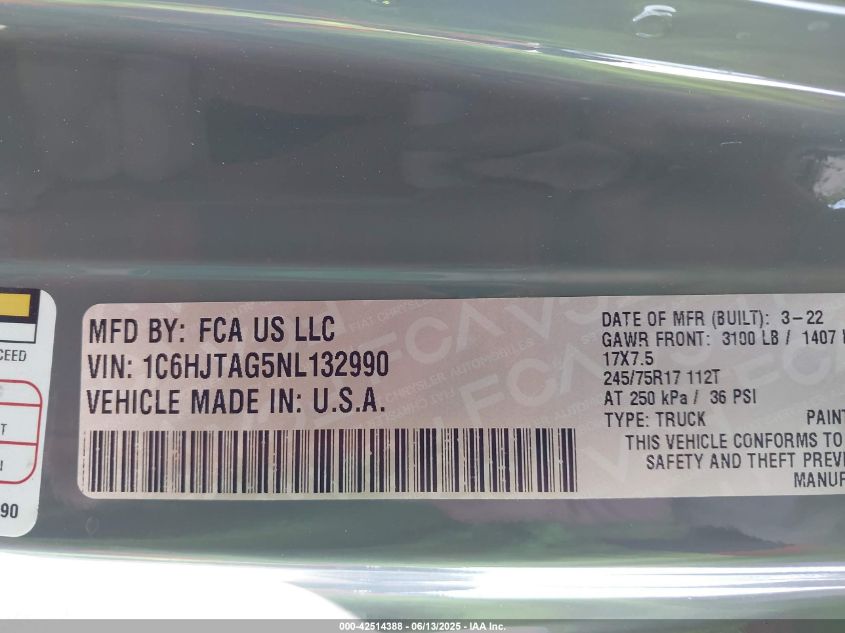 CEED
T
90
MFD BY: FCA US LLC
VIN: 1C6HJTAG5NL132990
VEHICLE MADE IN: U.S.A.
DATE OF MFR (BUILT): 3-22
GAWR FRONT: 3100 LB / 1407
17X7.5
245/75R17 112T
AT 250 kPa / 36 PSI
TYPE: TRUCK PAINT
THIS VEHICLE CONFORMS TO
SAFETY AND THEFT PREV
MANUF
000-42514388 - 06/13/2025 - IAA Inc.